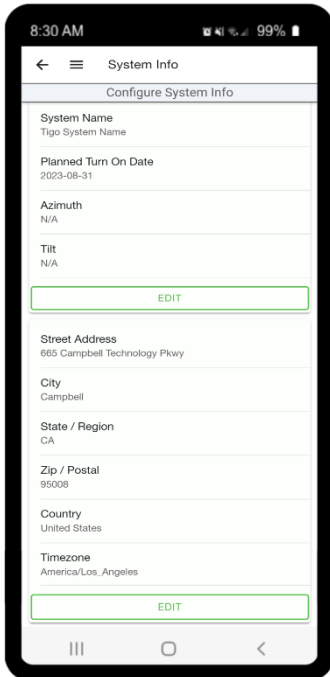 8:30 AM 99%
System Info
Configure System Info
System Name
Tigo System Name
Planned Turn On Date
2023-08-31
Azimuth
N/A
Tilt
N/A
EDIT
Street Address
665 Campbell Technology Pkwy
City
Campbell
State / Region
CA
Zip / Postal
95008
Country
United States
Timezone
America/Los_Angeles
EDIT